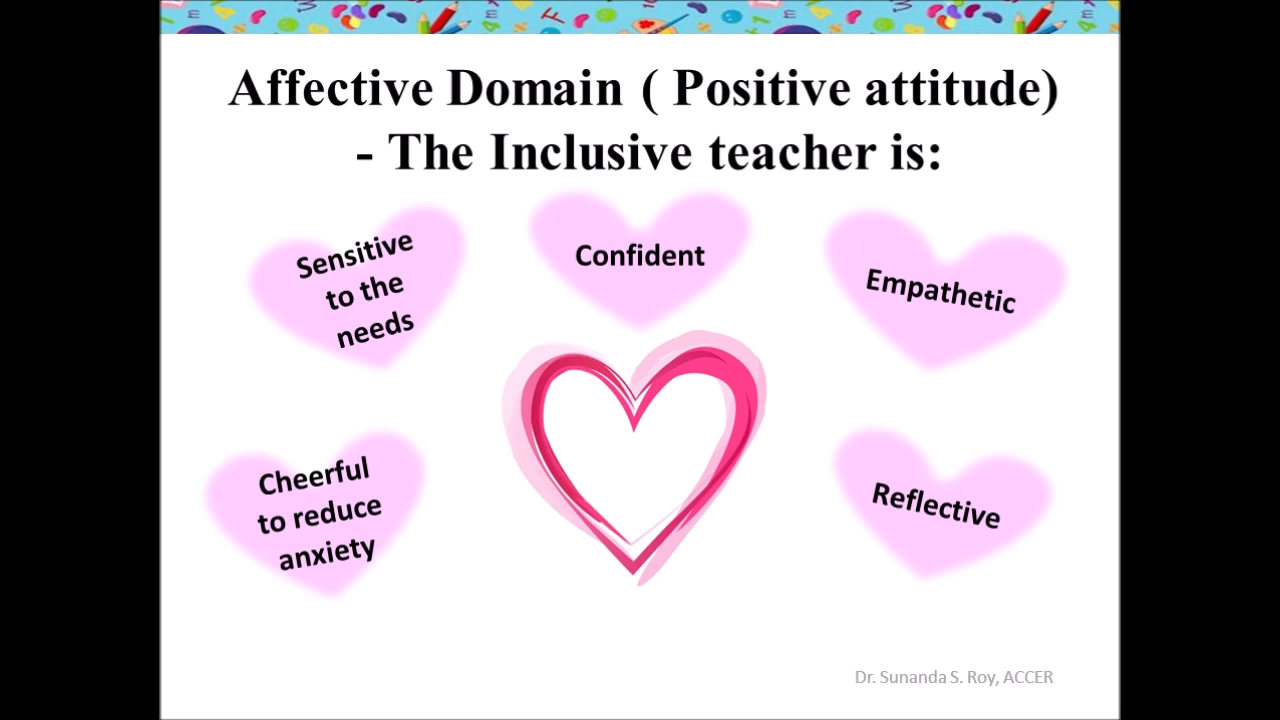 Affective Domain ( Positive attitude)
- The Inclusive teacher is:
Sensitive
to the
needs
Confident
Empathetic
Cheerful
to reduce
anxiety
Reflective
Dr. Sunanda S. Roy, ACCER